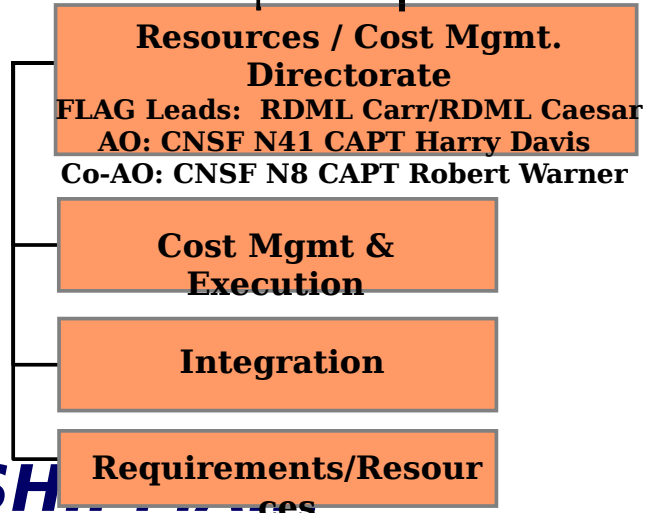 Resources / Cost Mgmt.
Directorate
FLAG Leads: RDML Carr/RDML Caesar
AO: CNSF N41 CAPT Harry Davis
Co-AO: CNSF N8 CAPT Robert Warner
Cost Mgmt &
Execution
Integration
Requirements/Resour
ces